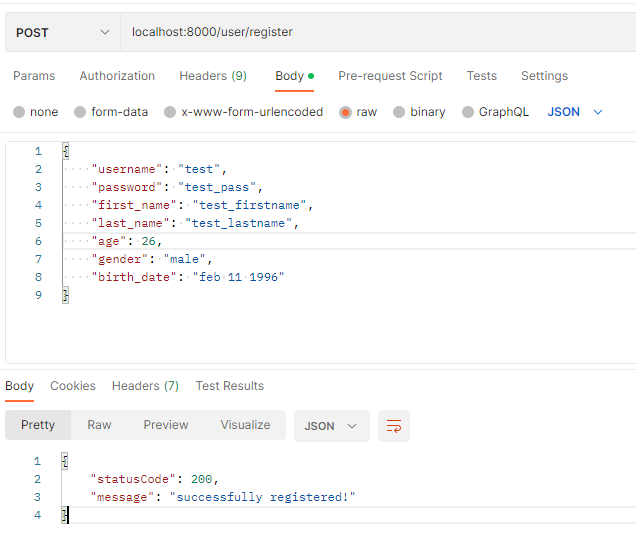 POST localhost:8000/user/register
Params Authorization Headers (9) Body Pre-request Script Tests Settings
none form-data x-www-form-urlencoded raw binary GraphQL JSON
1 {
2 "username": "test",
3 "password": "test_pass",
4 "first_name": "test_firstname",
5 "last_name": "test_lastname",
6 "age": 26,
7 "gender": "male",
8 "birth_date": "feb 11 1996"
9 }
Body Cookies Headers (7) Test Results
Pretty Raw Preview Visualize JSON
1 {
2 "statusCode": 200,
3 "message": "successfully registered!"
4 }